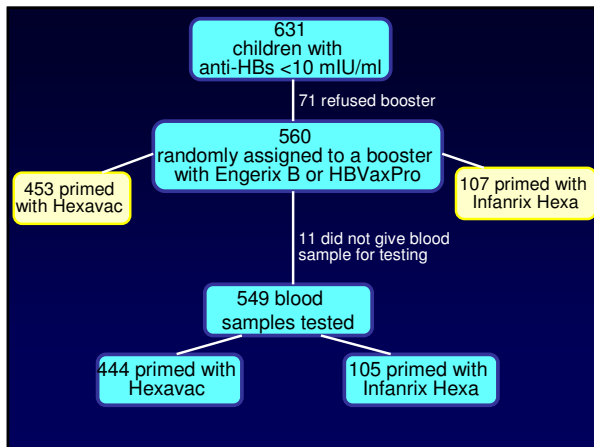 631
children with
anti-HBs <10 mIU/ml
71 refused booster
560
randomly assigned to a booster
with Engerix B or HBVaxPro
453 primed
with Hexavac
107 primed with
Infanrix Hexa
11 did not give blood
sample for testing
549 blood
samples tested
444 primed with
Hexavac
105 primed with
Infanrix Hexa